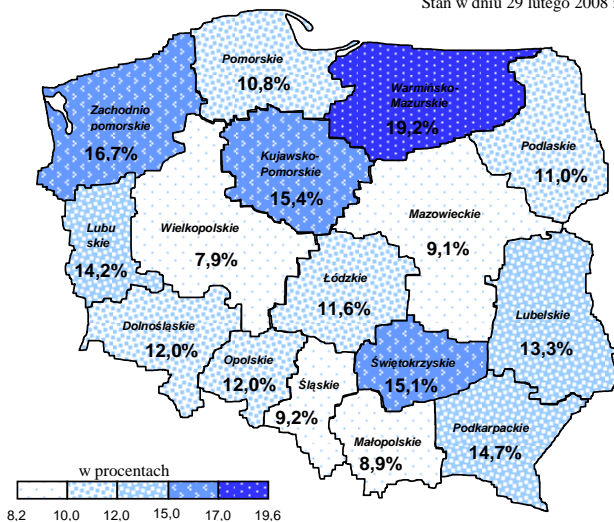 Stan w dniu 29 lutego 2008 r
Pomorskie
10,8%
Warmińsko-
Mazurskie
19,2%
Zachodnio
pomorskie
16,7%
Podlaskie
11,0%
Kujawsko-
Pomorskie
15,4%
Mazowieckie
9,1%
Lubu
skie
14,2%
Wielkopolskie
7,9%
Łódzkie
11,6%
Lubelskie
13,3%
Dolnośląskie
12,0%
Opolskie
12,0%
Śląskie
9,2%
Świętokrzyskie
15,1%
Małopolskie
8,9%
Podkarpackie
14,7%
w procentach
8,2 10,0 12,0 15,0 17,0 19,6